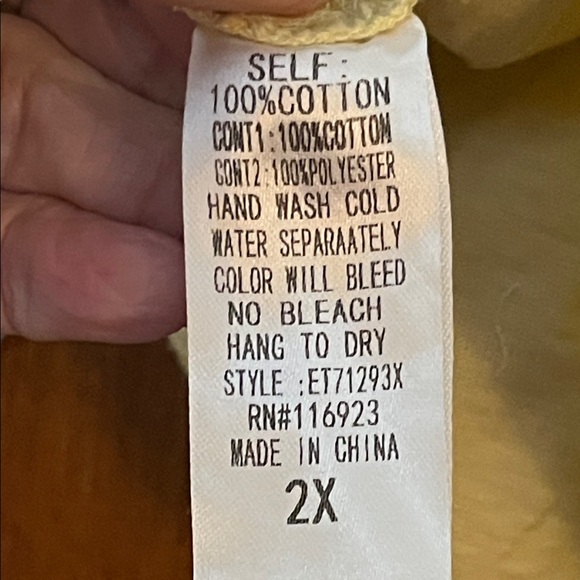 SELF:
100%COTTON
CONT1:100%COTTON
CONT2:100%POLYESTER
HAND WASH COLD
WATER SEPARAATELY
COLOR WILL BLEED
NO BLEACH
HANG TO DRY
STYLE :ET71293X
RN#116923
MADE IN CHINA
2X